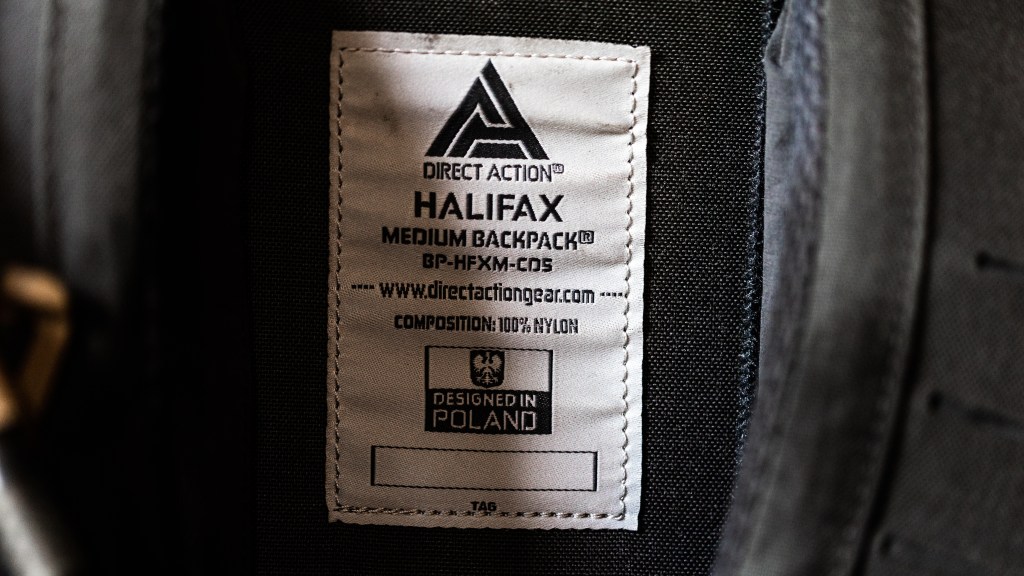 DIRECT ACTION®
HALIFAX
MEDIUM BACKPACK®
BP-HFXM-CD5
---- www.directactiongear.com ----
COMPOSITION: 100% NYLON
DESIGNED IN
POLAND
TAG